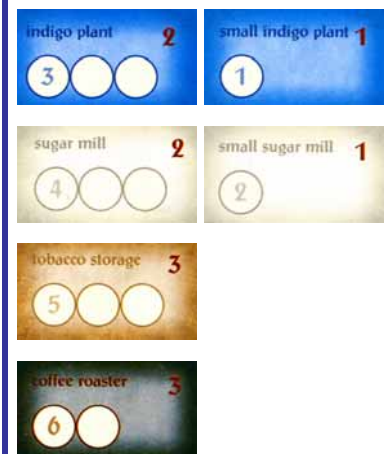 indigo plant 2
3
small indigo plant 1
1
sugar mill 2
4
small sugar mill 1
2
tobacco storage 3
5
coffee roaster 3
6